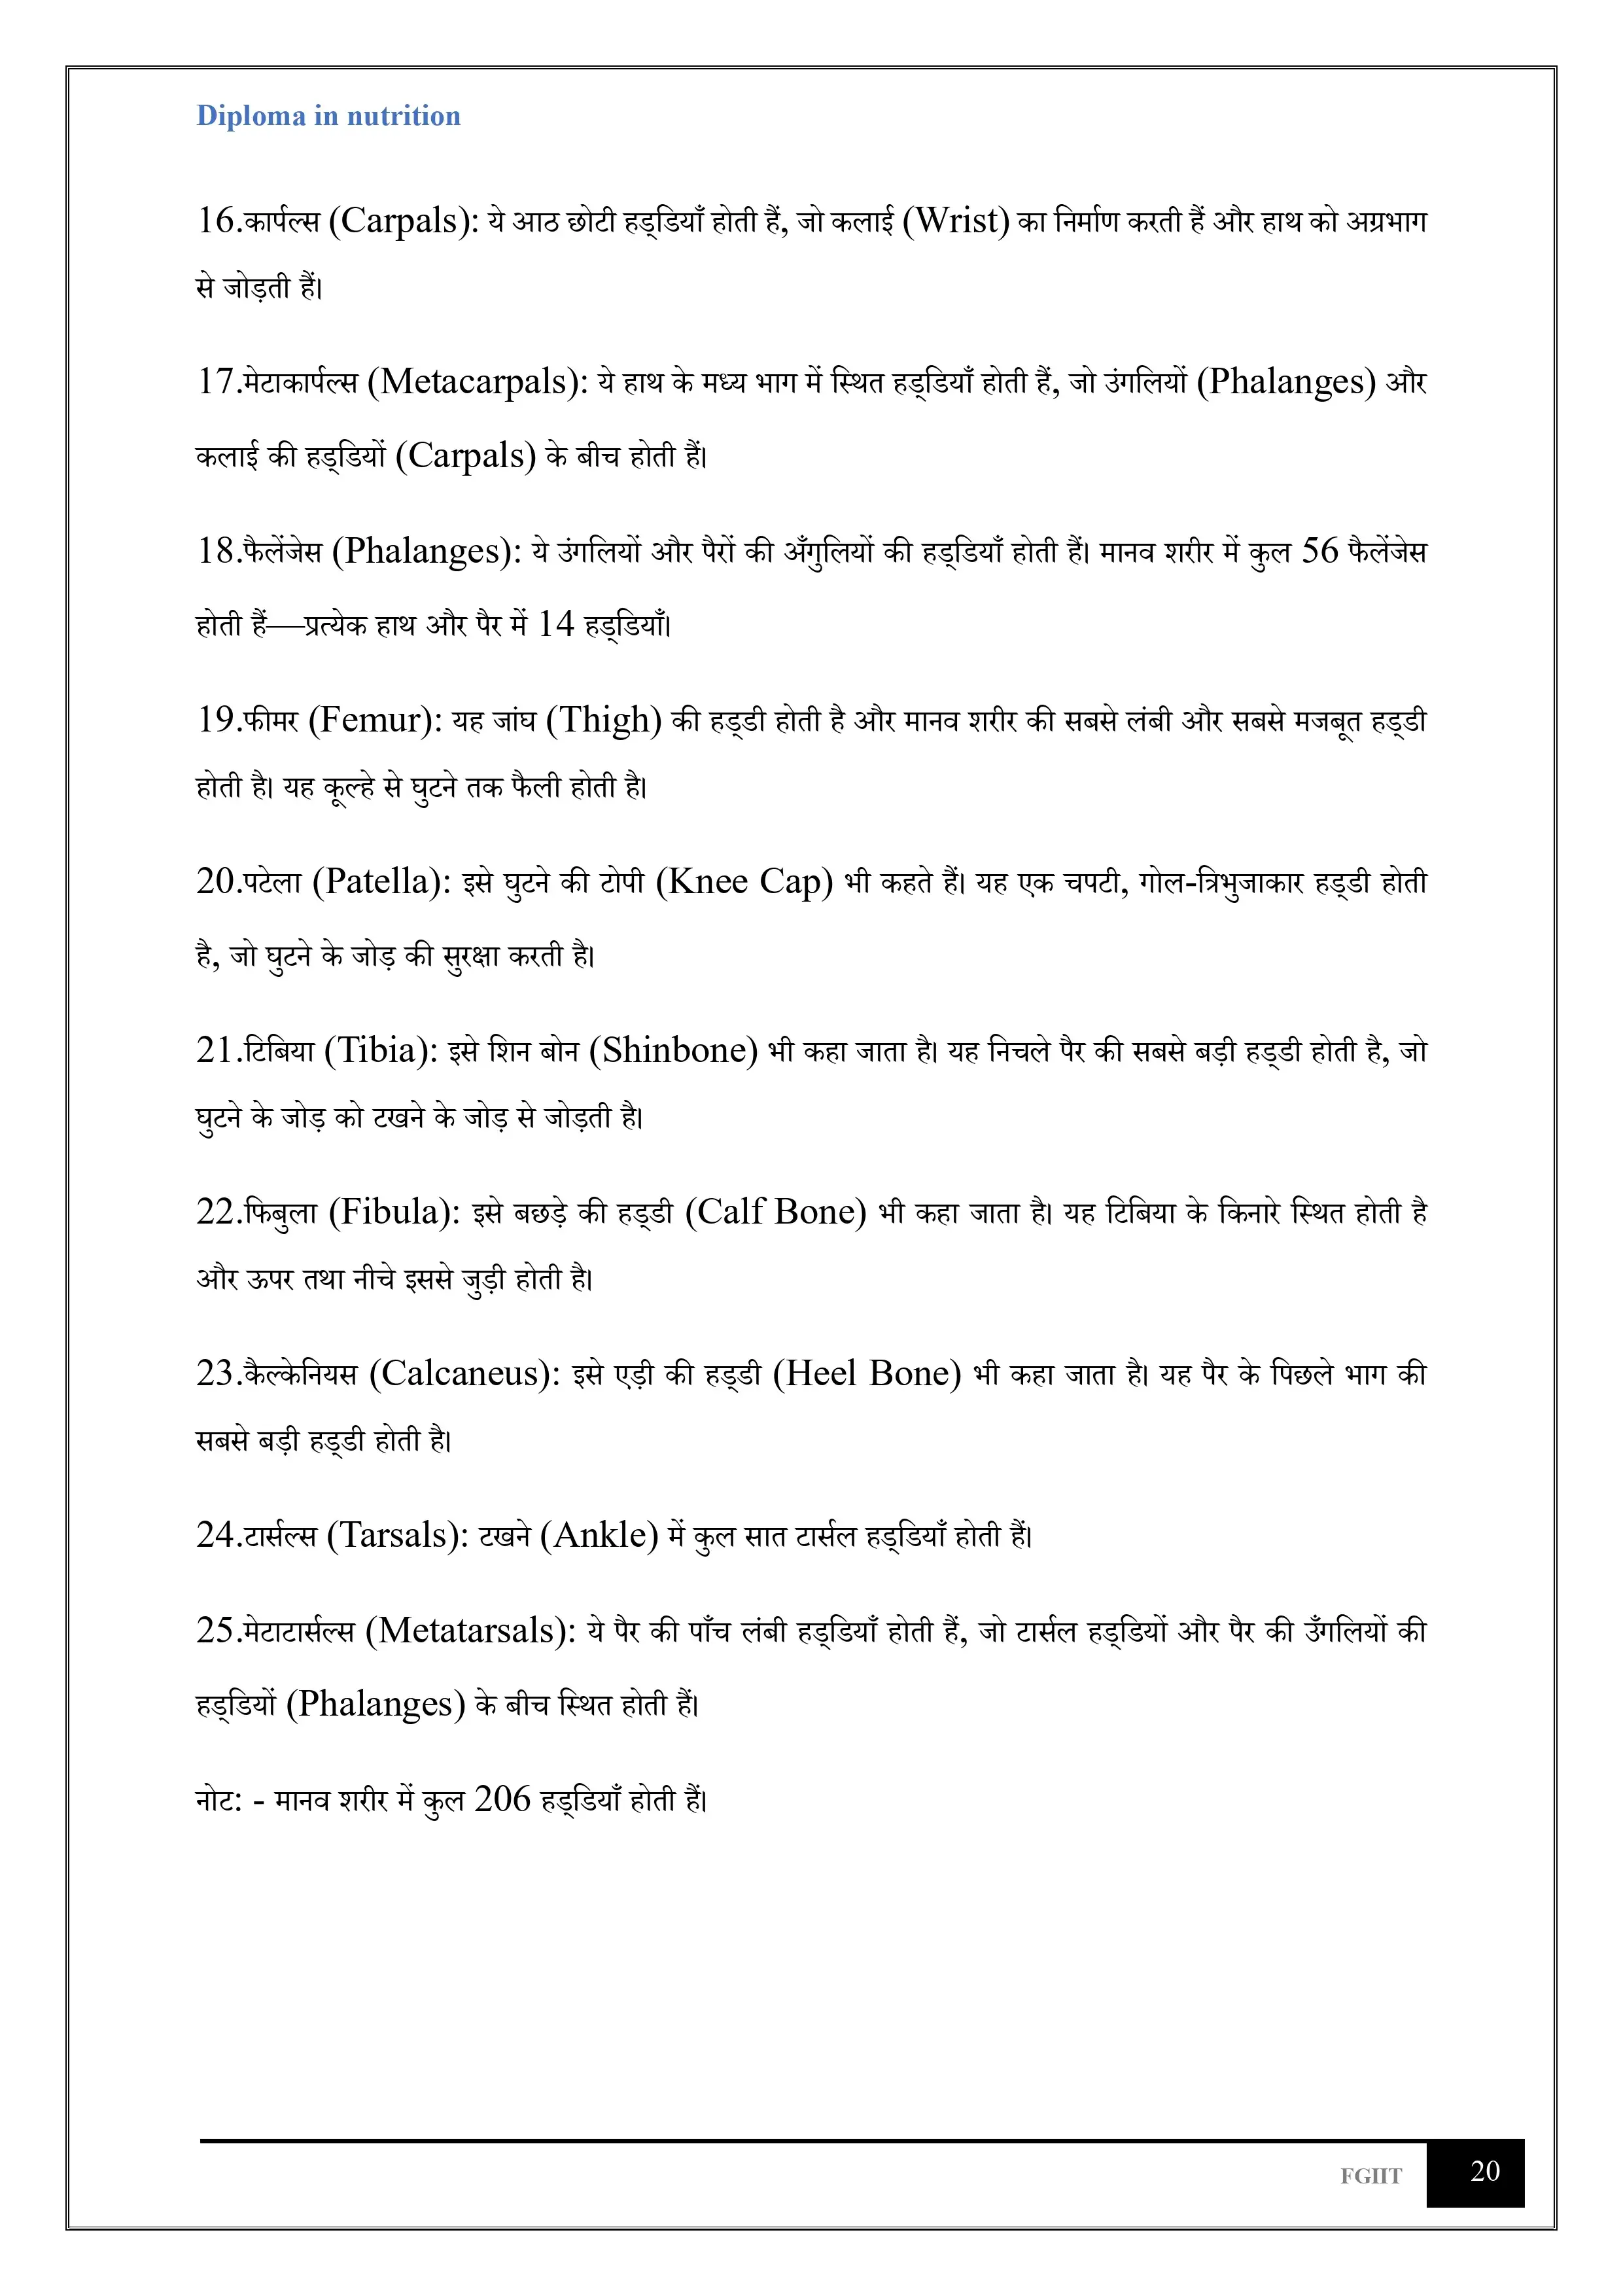 Diploma in nutrition
16.कार्पल्स (Carpals): ये आठ छोटी हड्डियाँ होती हैं, जो कलाई (Wrist) का निर्माण करती हैं और हाथ को अग्रभाग
से जोड़ती हैं।
17.मेटाकार्पल्स (Metacarpals): ये हाथ के मध्य भाग में स्थित हड्डियाँ होती हैं, जो उंगलियों (Phalanges) और
कलाई की हड्डियों (Carpals) के बीच होती हैं।
18.फैलेंजेस (Phalanges): ये उंगलियों और पैरों की अँगुलियों की हड्डियाँ होती हैं। मानव शरीर में कुल 56 फैलेंजेस
होती हैं—प्रत्येक हाथ और पैर में 14 हड्डियाँ।
19.फीमर (Femur): यह जांघ (Thigh) की हड्डी होती है और मानव शरीर की सबसे लंबी और सबसे मजबूत हड्डी
होती है। यह कूल्हे से घुटने तक फैली होती है।
20.पटेला (Patella): इसे घुटने की टोपी (Knee Cap) भी कहते हैं। यह एक चपटी, गोल-त्रिभुजाकार हड्डी होती
है, जो घुटने के जोड़ की सुरक्षा करती है।
21.टिबिया (Tibia): इसे शिन बोन (Shinbone) भी कहा जाता है। यह निचले पैर की सबसे बड़ी हड्डी होती है, जो
घुटने के जोड़ को टखने के जोड़ से जोड़ती है।
22.फिबुला (Fibula): इसे बछड़े की हड्डी (Calf Bone) भी कहा जाता है। यह टिबिया के किनारे स्थित होती है
और ऊपर तथा नीचे इससे जुड़ी होती है।
23.कैल्केनियस (Calcaneus): इसे एड़ी की हड्डी (Heel Bone) भी कहा जाता है। यह पैर के पिछले भाग की
सबसे बड़ी हड्डी होती है।
24.टार्सल्स (Tarsals): टखने (Ankle) में कुल सात टार्सल हड्डियाँ होती हैं।
25.मेटाटार्सल्स (Metatarsals): ये पैर की पाँच लंबी हड्डियाँ होती हैं, जो टार्सल हड्डियों और पैर की उँगलियों की
हड्डियों (Phalanges) के बीच स्थित होती हैं।
नोट: - मानव शरीर में कुल 206 हड्डियाँ होती हैं।
FGIIT 20